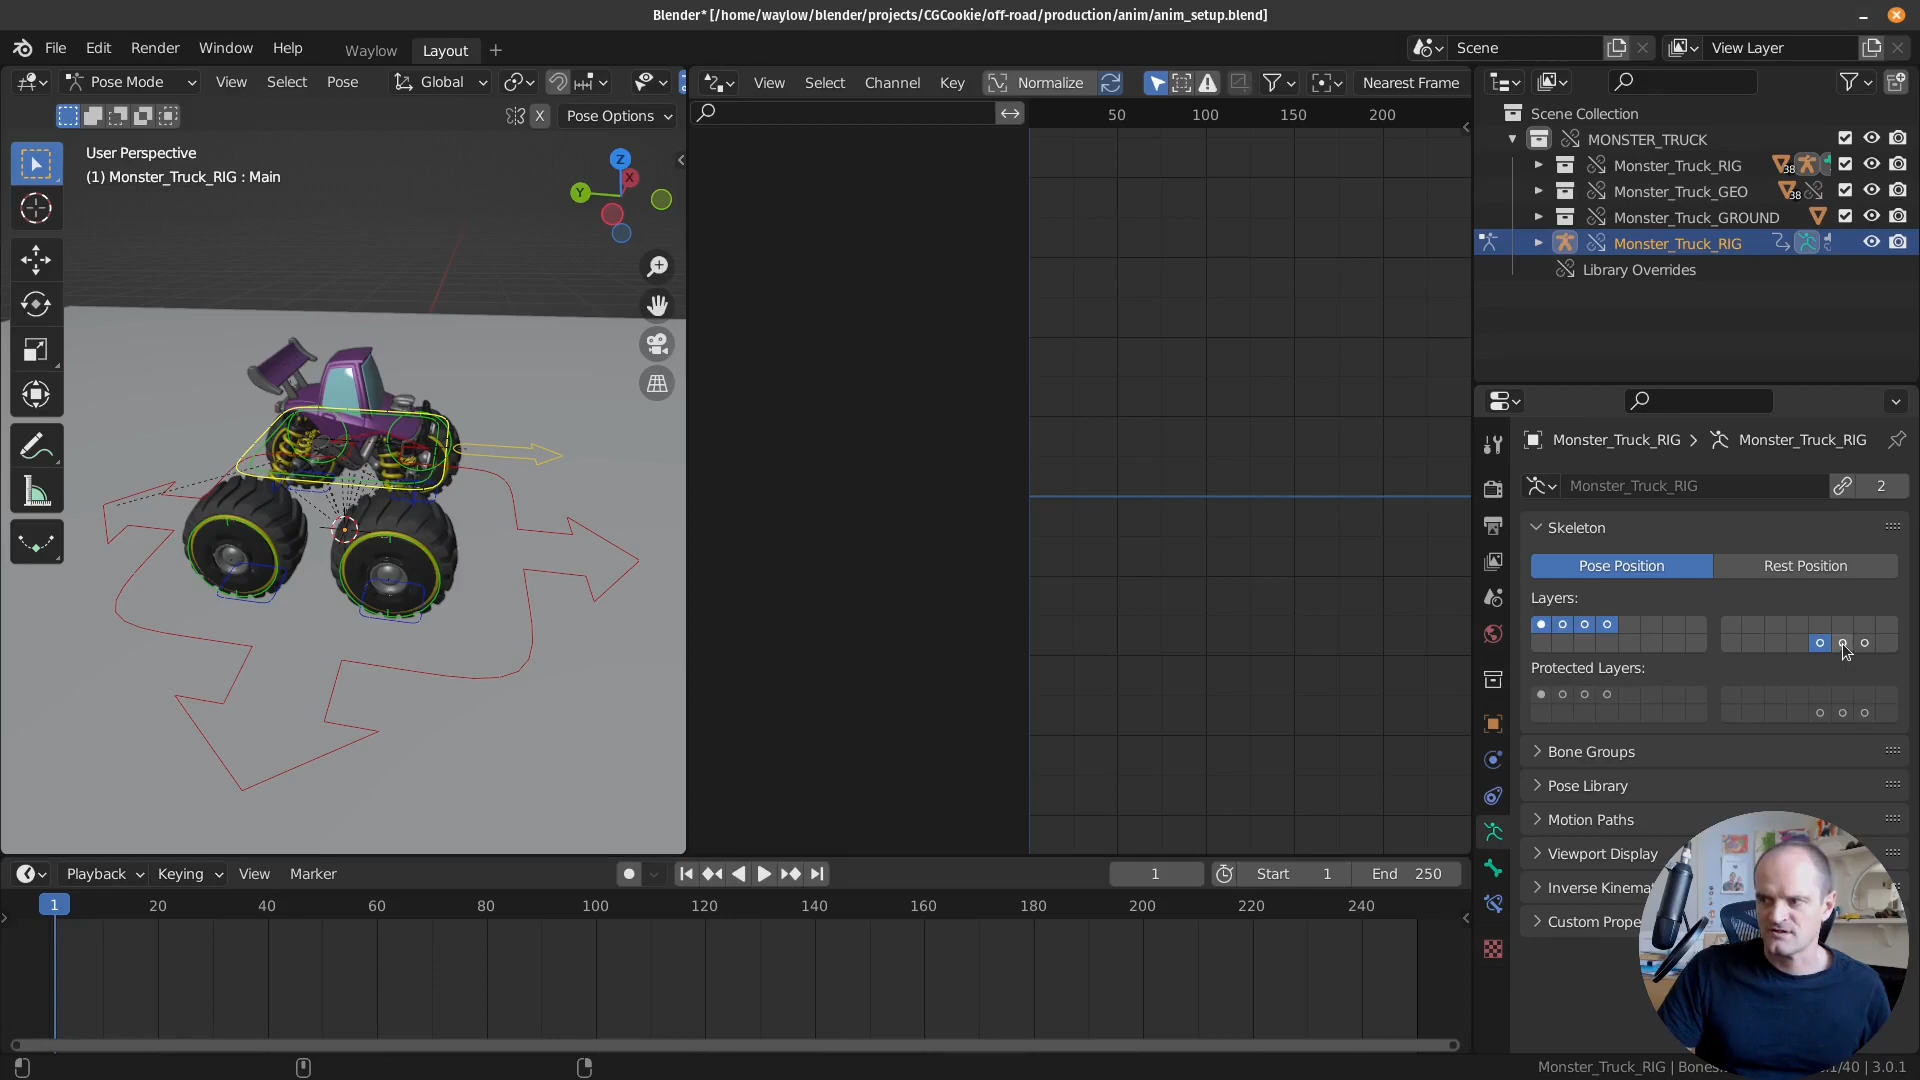 Blender* [/home/waylow/blender/projects/CGCookie/off-road/production/anim/anim_setup.blend]
File Edit Render Window Help Waylow Layout Scene View Layer
Pose Mode View Select Pose Global View Select Channel Key Normalize Nearest Frame
X Pose Options
50 100 150 200
User Perspective
(1) Monster_Truck_RIG : Main
Z
X
Y
Scene Collection
MONSTER_TRUCK
Monster_Truck_RIG 38
Monster_Truck_GEO 38
Monster_Truck_GROUND
Monster_Truck_RIG
Library Overrides
Monster_Truck_RIG Monster_Truck_RIG
Monster_Truck_RIG 2
Skeleton
Pose Position Rest Position
Layers:
Protected Layers:
Bone Groups
Pose Library
Motion Paths
Viewport Display
Inverse Kinema
Custom Prope
Playback Keying View Marker 1 Start 1 End 250
1 20 40 60 80 100 120 140 160 180 200 220 240
Monster_Truck_RIG | Bones 1/40 | 3.0.1